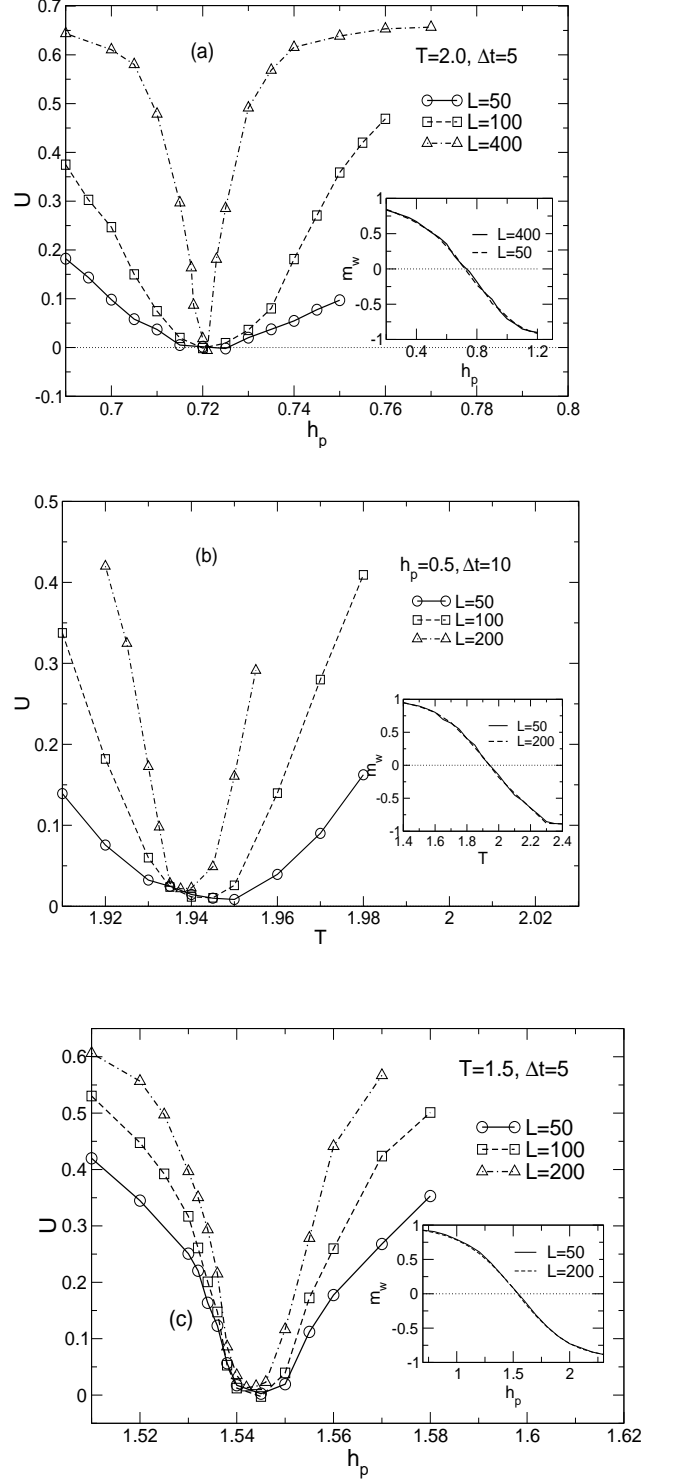 0.7
0.6
0.5
0.4
0.3
0.2
0.1
0
-0.1
U
(a)
T=2.0, Δt=5
L=50
L=100
L=400
1
0.5
0
-0.5
-1
m_w
L=400
L=50
0.4 0.8 1.2
h_p
0.7 0.72 0.74 0.76 0.78 0.8
h_p
0.5
0.4
0.3
0.2
0.1
0
U
(b)
h_p=0.5, Δt=10
L=50
L=100
L=200
1
0.5
0
-0.5
-1
m_w
L=50
L=200
1.4 1.6 1.8 2 2.2 2.4
T
1.92 1.94 1.96 1.98 2 2.02
T
0.6
0.5
0.4
0.3
0.2
0.1
0
U
(c)
T=1.5, Δt=5
L=50
L=100
L=200
1
0.5
0
-0.5
-1
m_w
L=50
L=200
1 1.5 2
h_p
1.52 1.54 1.56 1.58 1.6 1.62
h_p